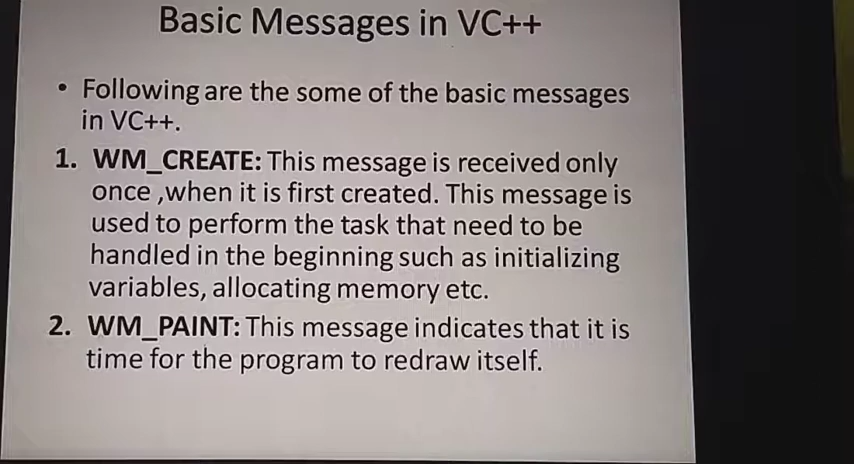 Basic Messages in VC++
• Following are the some of the basic messages
in VC++.
1. WM_CREATE: This message is received only
once ,when it is first created. This message is
used to perform the task that need to be
handled in the beginning such as initializing
variables, allocating memory etc.
2. WM_PAINT: This message indicates that it is
time for the program to redraw itself.